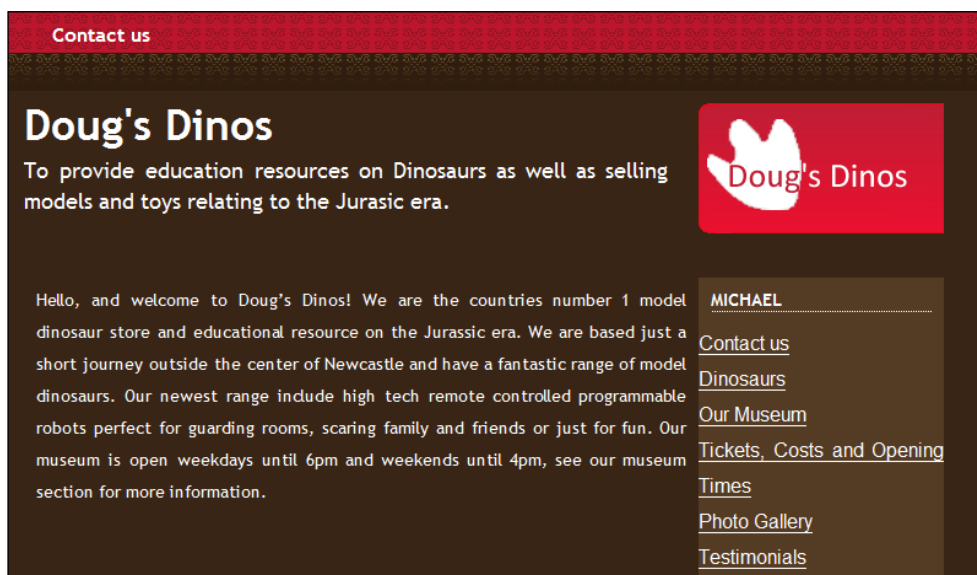 Contact us
Doug's Dinos
To provide education resources on Dinosaurs as well as selling
models and toys relating to the Jurasic era.
Doug's Dinos
Hello, and welcome to Doug’s Dinos! We are the countries number 1 model
dinosaur store and educational resource on the Jurassic era. We are based just a
short journey outside the center of Newcastle and have a fantastic range of model
dinosaurs. Our newest range include high tech remote controlled programmable
robots perfect for guarding rooms, scaring family and friends or just for fun. Our
museum is open weekdays until 6pm and weekends until 4pm, see our museum
section for more information.
MICHAEL
Contact us
Dinosaurs
Our Museum
Tickets, Costs and Opening
Times
Photo Gallery
Testimonials